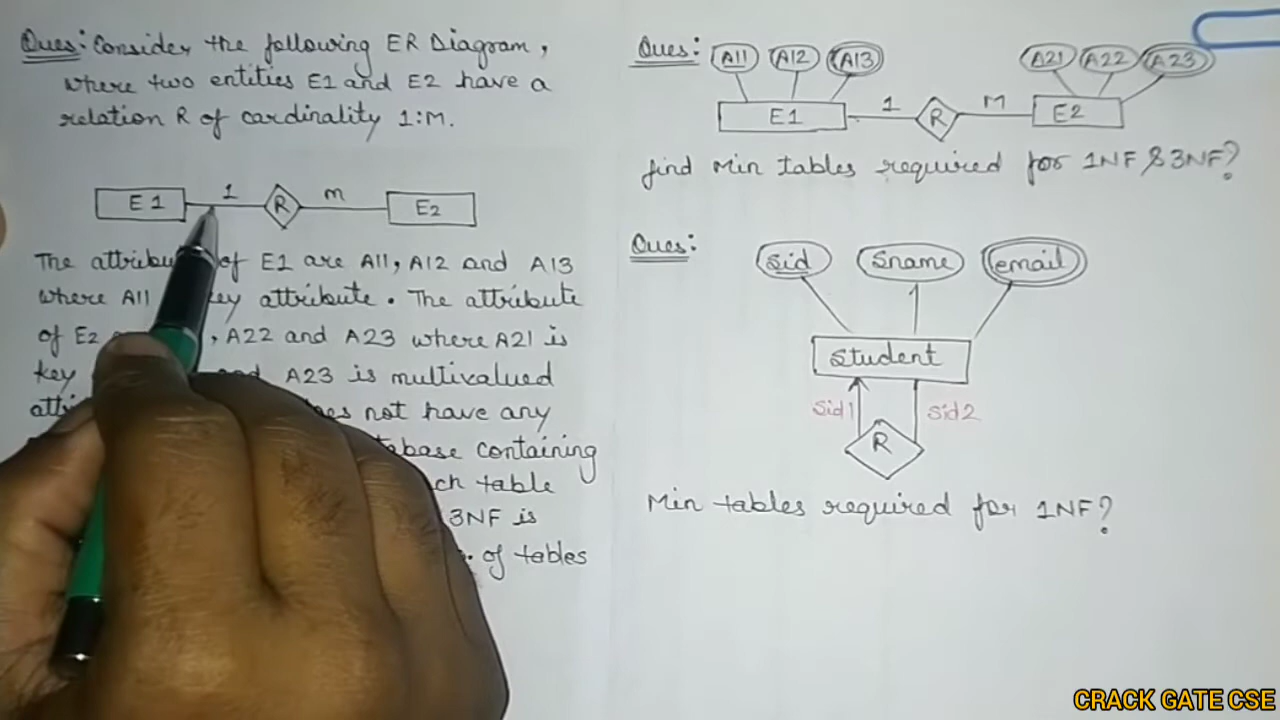 Ques: Consider the following ER Diagram,
where two entities E1 and E2 have a
relation R of cardinality 1:M.
E1 1 R m E2
The attribu of E1 are A11, A12 and A13
where A11 key attribute. The attribute
of E2 , A22 and A23 where A21 is
key and A23 is multivalued
att does not have any
tabase containing
ch table
3NF is
. of tables
Ques: A11 A12 A13 A21 A22 A23
E1 1 R M E2
find Min tables required for 1NF & 3NF?
Ques:
Sid Sname email
Student
Sid1 Sid2
R
Min tables required for 1NF?
CRACK GATE CSE